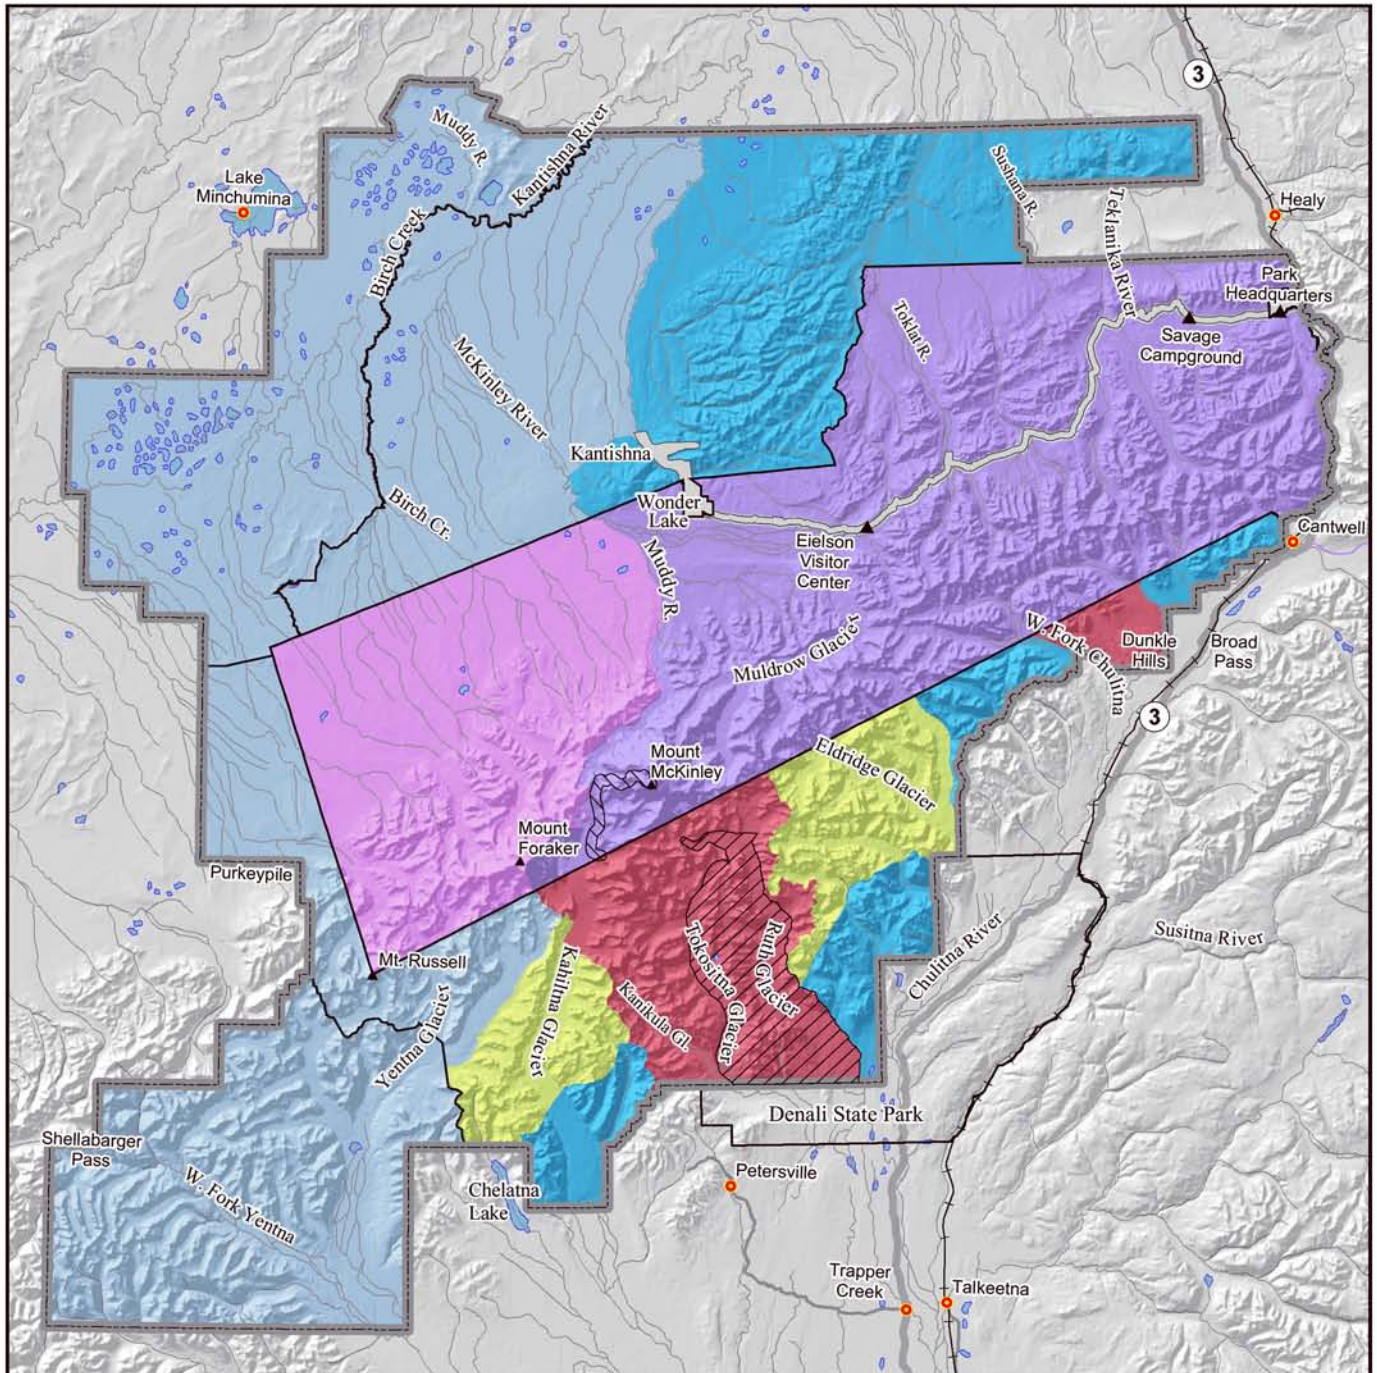 3
Muddy R.
Kantishna River
Sushana R.
Lake
Minchumina
Teklanika River
Healy
Birch Creek
Park
Headquarters
Toklat R.
Savage
Campground
McKinley River
Kantishna
Birch Cr.
Wonder
Lake
Cantwell
Eielson
Visitor
Center
Muddy R.
W. Fork Chulitna
Dunkle
Hills
Broad
Pass
Muldrow Glacier
3
Mount
McKinley
Eldridge Glacier
Mount
Foraker
Purkeypile
Mt. Russell
Kahiltna Glacier
Kanikula Gl.
Tokositna Glacier
Ruth Glacier
Chulitna River
Susitna River
Yentna Glacier
Denali State Park
Shellabarger
Pass
W. Fork Yentna
Chelatna
Lake
Petersville
Trapper
Creek
Talkeetna